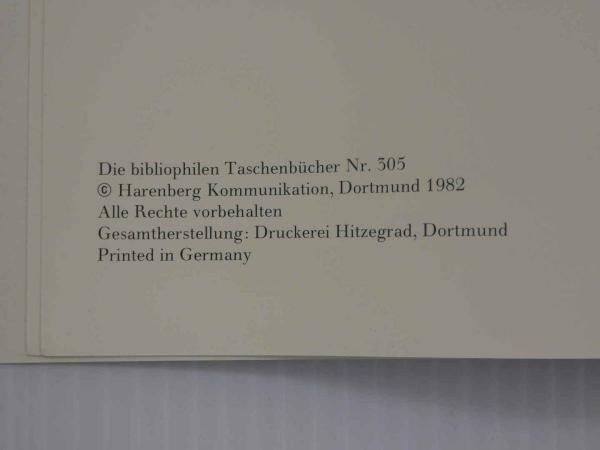 Die bibliophilen Taschenbücher Nr. 305
© Harenberg Kommunikation, Dortmund 1982
Alle Rechte vorbehalten
Gesamtherstellung: Druckerei Hitzegrad, Dortmund
Printed in Germany